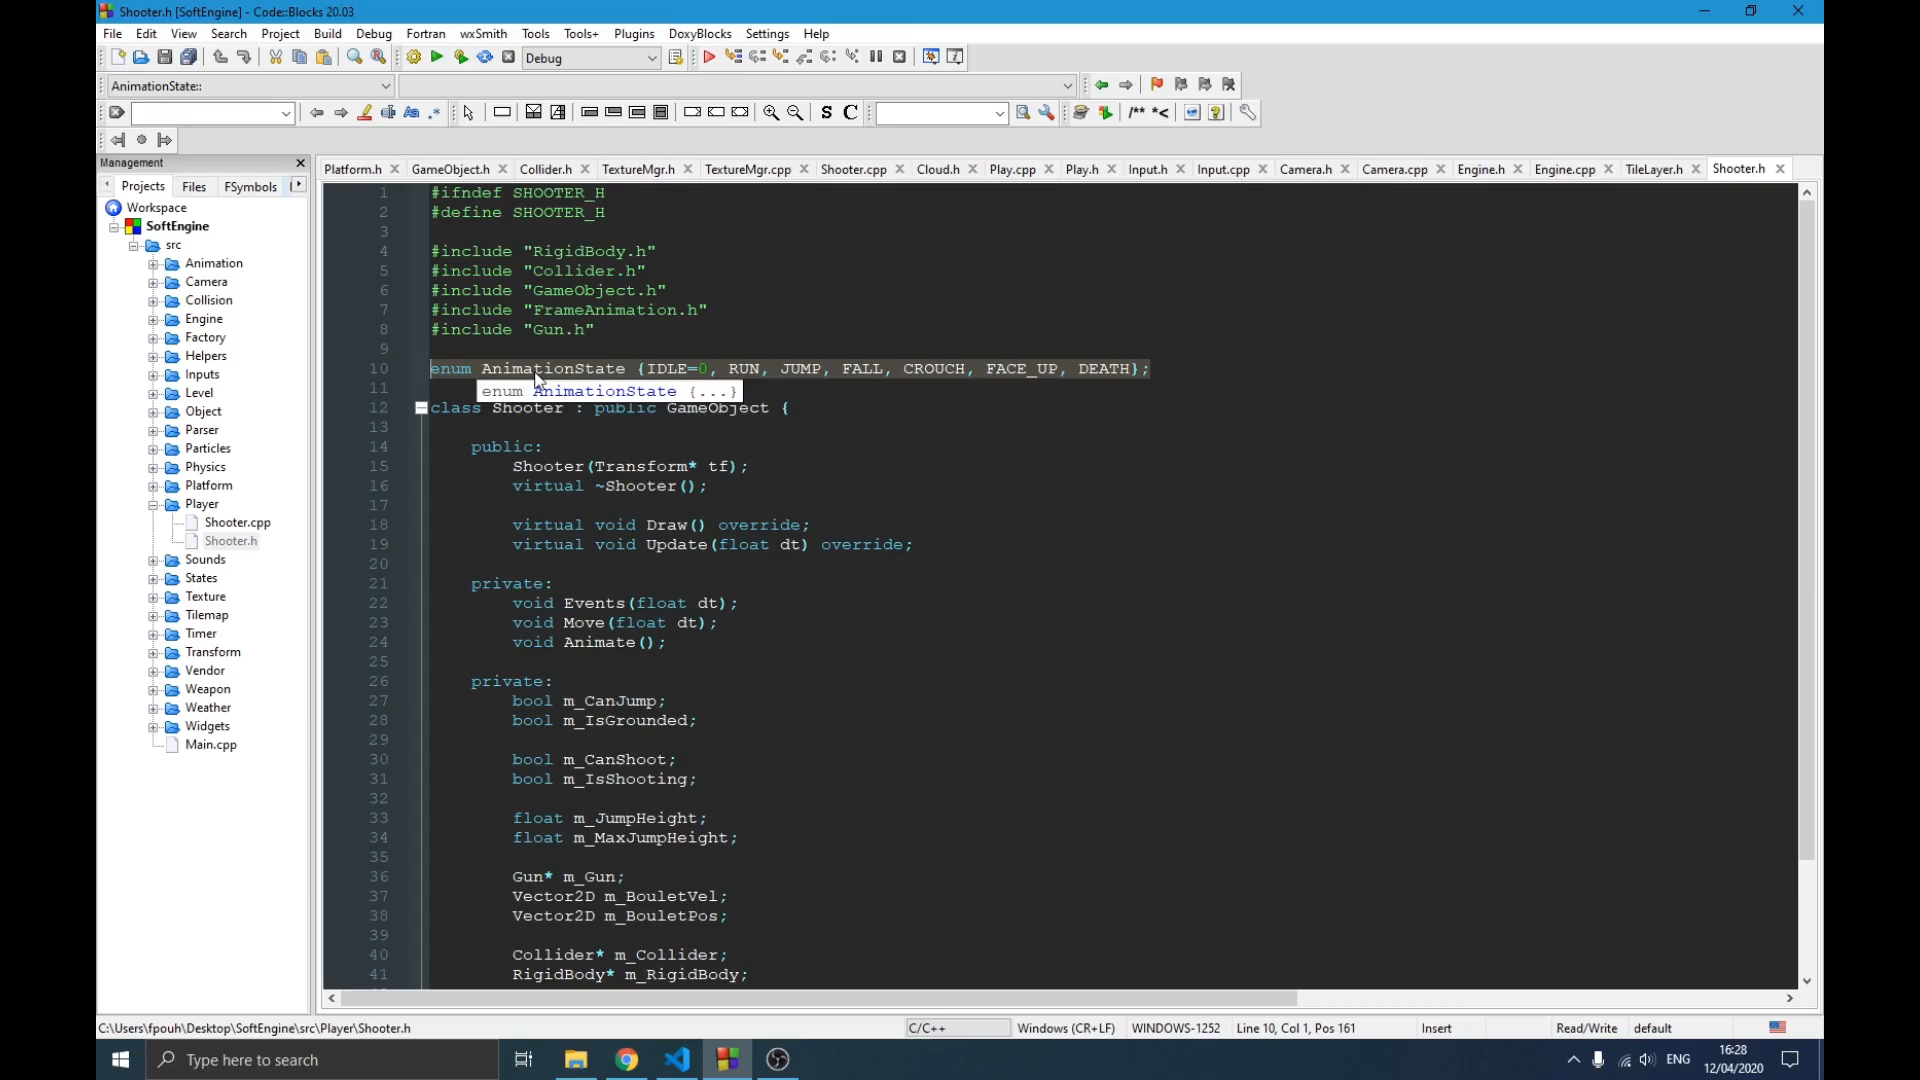 Shooter.h [SoftEngine] - Code::Blocks 20.03
File Edit View Search Project Build Debug Fortran wxSmith Tools Tools+ Plugins DoxyBlocks Settings Help
Debug
AnimationState::
S C /** *<
Management
Projects Files FSymbols
Workspace
SoftEngine
src
Animation
Camera
Collision
Engine
Factory
Helpers
Inputs
Level
Object
Parser
Particles
Physics
Platform
Player
Shooter.cpp
Shooter.h
Sounds
States
Texture
Tilemap
Timer
Transform
Vendor
Weapon
Weather
Widgets
Main.cpp
Platform.h GameObject.h Collider.h TextureMgr.h TextureMgr.cpp Shooter.cpp Cloud.h Play.cpp Play.h Input.h Input.cpp Camera.h Camera.cpp Engine.h Engine.cpp TileLayer.h Shooter.h
1 #ifndef SHOOTER_H
2 #define SHOOTER_H
3
4 #include "RigidBody.h"
5 #include "Collider.h"
6 #include "GameObject.h"
7 #include "FrameAnimation.h"
8 #include "Gun.h"
9
10 enum AnimationState {IDLE=0, RUN, JUMP, FALL, CROUCH, FACE_UP, DEATH};
11 enum AnimationState {...}
12 class Shooter : public GameObject {
13
14 public:
15 Shooter(Transform* tf);
16 virtual ~Shooter();
17
18 virtual void Draw() override;
19 virtual void Update(float dt) override;
20
21 private:
22 void Events(float dt);
23 void Move(float dt);
24 void Animate();
25
26 private:
27 bool m_CanJump;
28 bool m_IsGrounded;
29
30 bool m_CanShoot;
31 bool m_IsShooting;
32
33 float m_JumpHeight;
34 float m_MaxJumpHeight;
35
36 Gun* m_Gun;
37 Vector2D m_BouletVel;
38 Vector2D m_BouletPos;
39
40 Collider* m_Collider;
41 RigidBody* m_RigidBody;
C:\Users\fpouh\Desktop\SoftEngine\src\Player\Shooter.h C/C++ Windows (CR+LF) WINDOWS-1252 Line 10, Col 1, Pos 161 Insert Read/Write default
Type here to search
ENG
16:28
12/04/2020